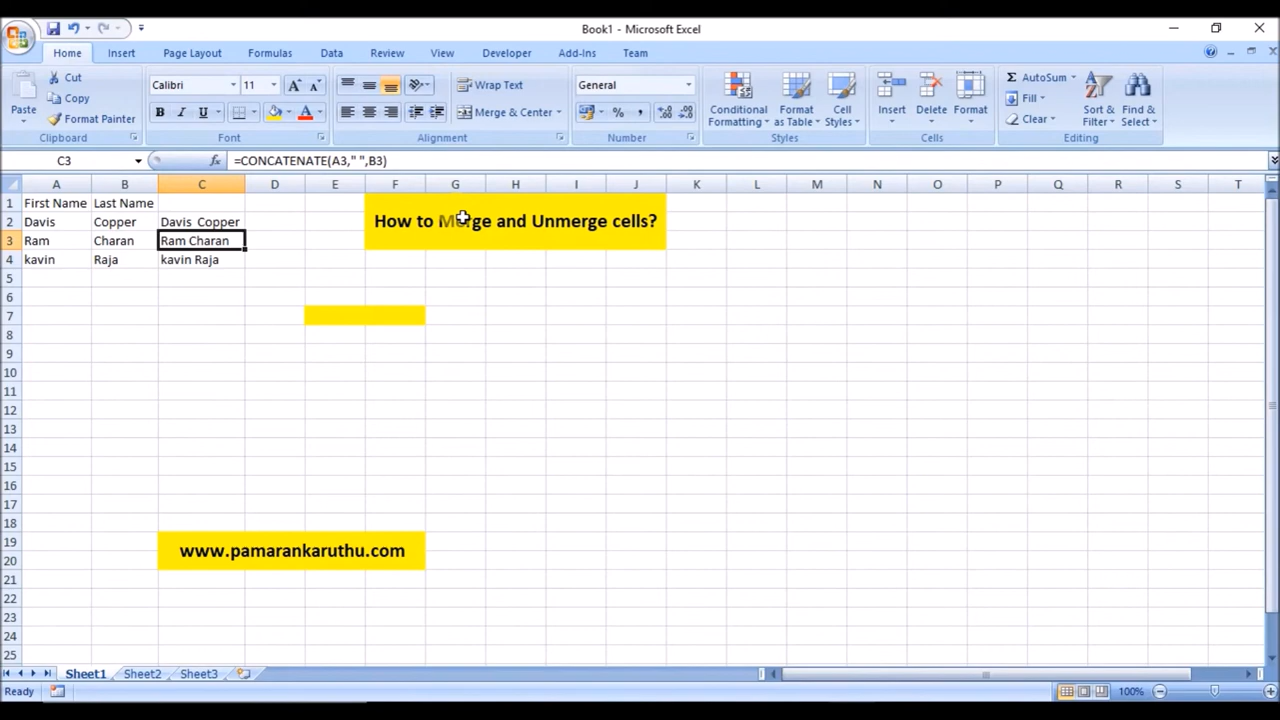 Book1 - Microsoft Excel
Home Insert Page Layout Formulas Data Review View Developer Add-Ins Team
Paste
Cut
Copy
Format Painter
Clipboard
Calibri 11
B I U
Font
Wrap Text
Merge & Center
Alignment
General
% ,
Number
Conditional Formatting
Format as Table
Cell Styles
Styles
Insert Delete Format
Cells
AutoSum
Fill
Clear
Sort & Filter
Find & Select
Editing
C3 fx =CONCATENATE(A3," ",B3)
A B C D E F G H I J K L M N O P Q R S T
1 First Name Last Name
2 Davis Copper Davis Copper How to Merge and Unmerge cells?
3 Ram Charan Ram Charan
4 kavin Raja kavin Raja
5
6
7
8
9
10
11
12
13
14
15
16
17
18
19 www.pamarankaruthu.com
20
21
22
23
24
25
Sheet1 Sheet2 Sheet3
Ready 100%